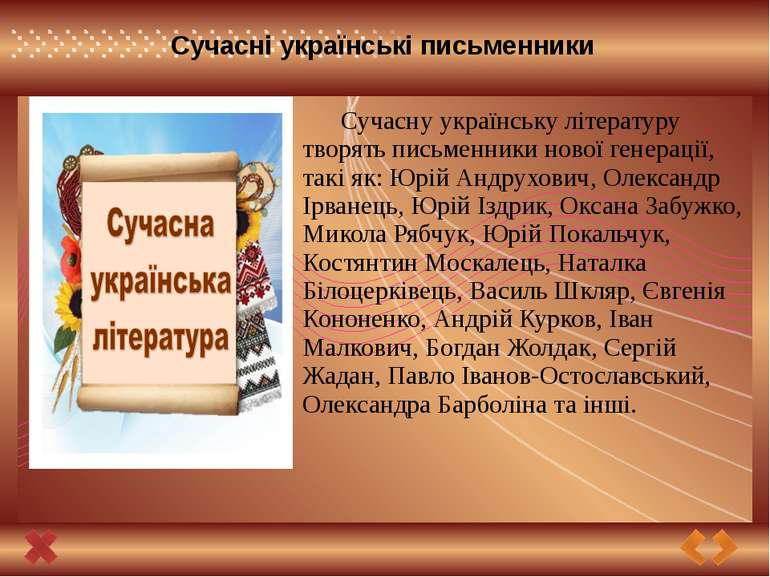 Сучасні українські письменники
Сучасна
українська
література
Сучасну українську літературу
творять письменники нової генерації,
такі як: Юрій Андрухович, Олександр
Ірванець, Юрій Іздрик, Оксана Забужко,
Микола Рябчук, Юрій Покальчук,
Костянтин Москалець, Наталка
Білоцерківець, Василь Шкляр, Євгенія
Кононенко, Андрій Курков, Іван
Малкович, Богдан Жолдак, Сергій
Жадан, Павло Іванов-Остославський,
Олександра Барболіна та інші.